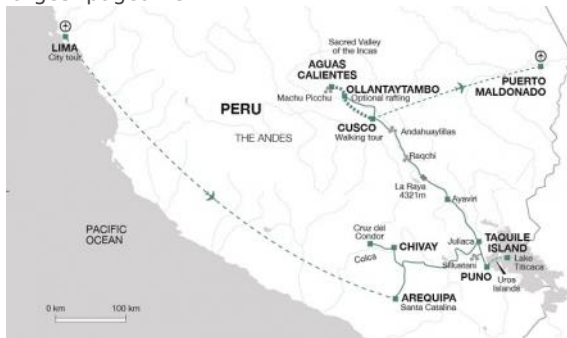 LIMA
City tour
Sacred Valley
of the Incas
AGUAS
CALIENTES
OLLANTAYTAMBO
Optional rafting
Machu Picchu
PUERTO
MALDONADO
PERU
THE ANDES
CUSCO
Walking tour
Andahuaylillas
Raqchi
La Raya
4321m
Ayaviri
PACIFIC
OCEAN
Cruz del
Condor
CHIVAY
Colca
Juliaca
TAQUILE
ISLAND
Sillustani
Lake
Titicaca
PUNO
Uros
Islands
AREQUIPA
Santa Catalina
0 km
100 km